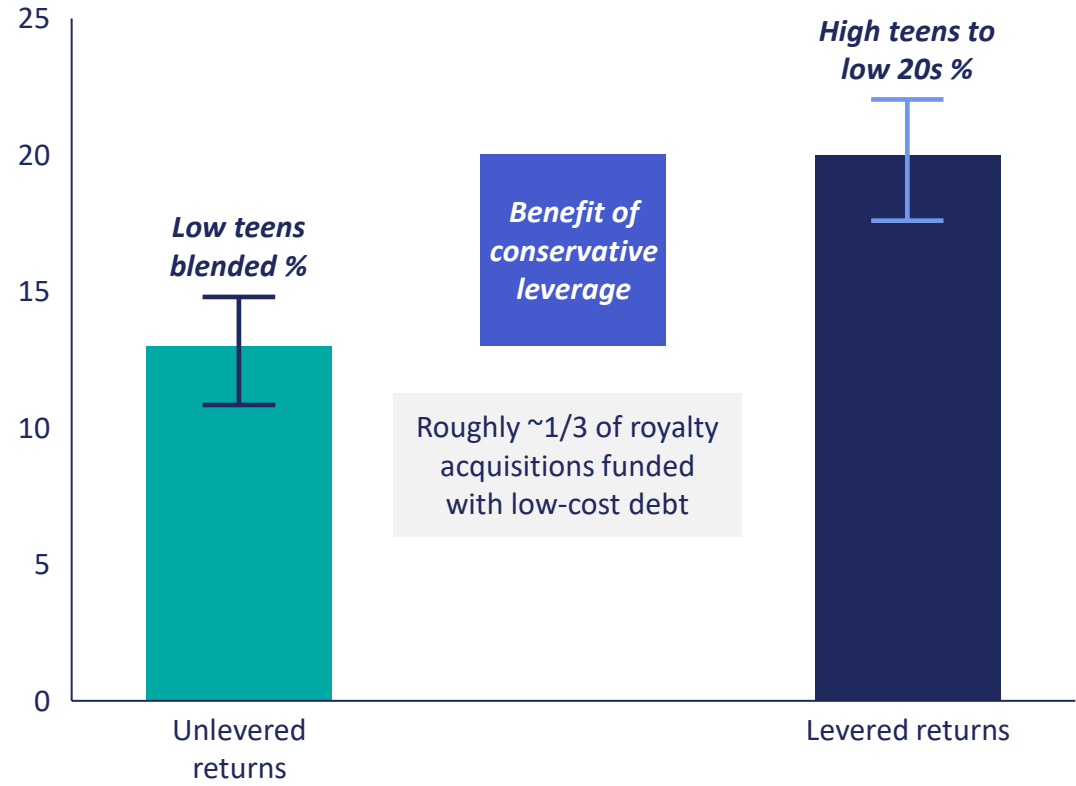 25
20
15
10
5
0
Low teens
blended %
Benefit of
conservative
leverage
Roughly ~1/3 of royalty
acquisitions funded
with low-cost debt
High teens to
low 20s %
Unlevered
returns
Levered returns